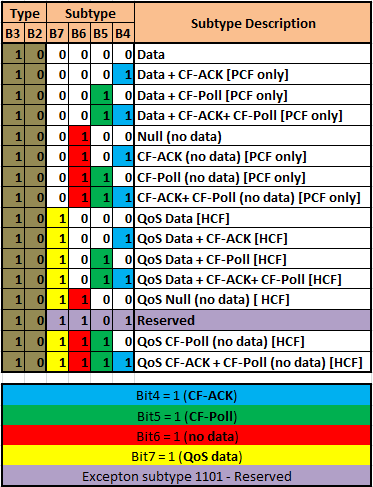 Type Subtype Subtype Description
B3 B2 B7 B6 B5 B4
1 0 0 0 0 0 Data
1 0 0 0 0 1 Data + CF-ACK [PCF only]
1 0 0 0 1 0 Data + CF-Poll [PCF only]
1 0 0 0 1 1 Data + CF-ACK+ CF-Poll [PCF only]
1 0 0 1 0 0 Null (no data)
1 0 0 1 0 1 CF-ACK (no data) [PCF only]
1 0 0 1 1 0 CF-Poll (no data) [PCF only]
1 0 0 1 1 1 CF-ACK+ CF-Poll (no data) [PCF only]
1 0 1 0 0 0 QoS Data [HCF]
1 0 1 0 0 1 QoS Data + CF-ACK [HCF]
1 0 1 0 1 0 QoS Data + CF-Poll [HCF]
1 0 1 0 1 1 QoS Data + CF-ACK+ CF-Poll [HCF]
1 0 1 1 0 0 QoS Null (no data) [ HCF]
1 0 1 1 0 1 Reserved
1 0 1 1 1 0 QoS CF-Poll (no data) [HCF]
1 0 1 1 1 1 QoS CF-ACK + CF-Poll (no data) [HCF]
Bit4 = 1 (CF-ACK)
Bit5 = 1 (CF-Poll)
Bit6 = 1 (no data)
Bit7 = 1 (QoS data)
Excepton subtype 1101 - Reserved